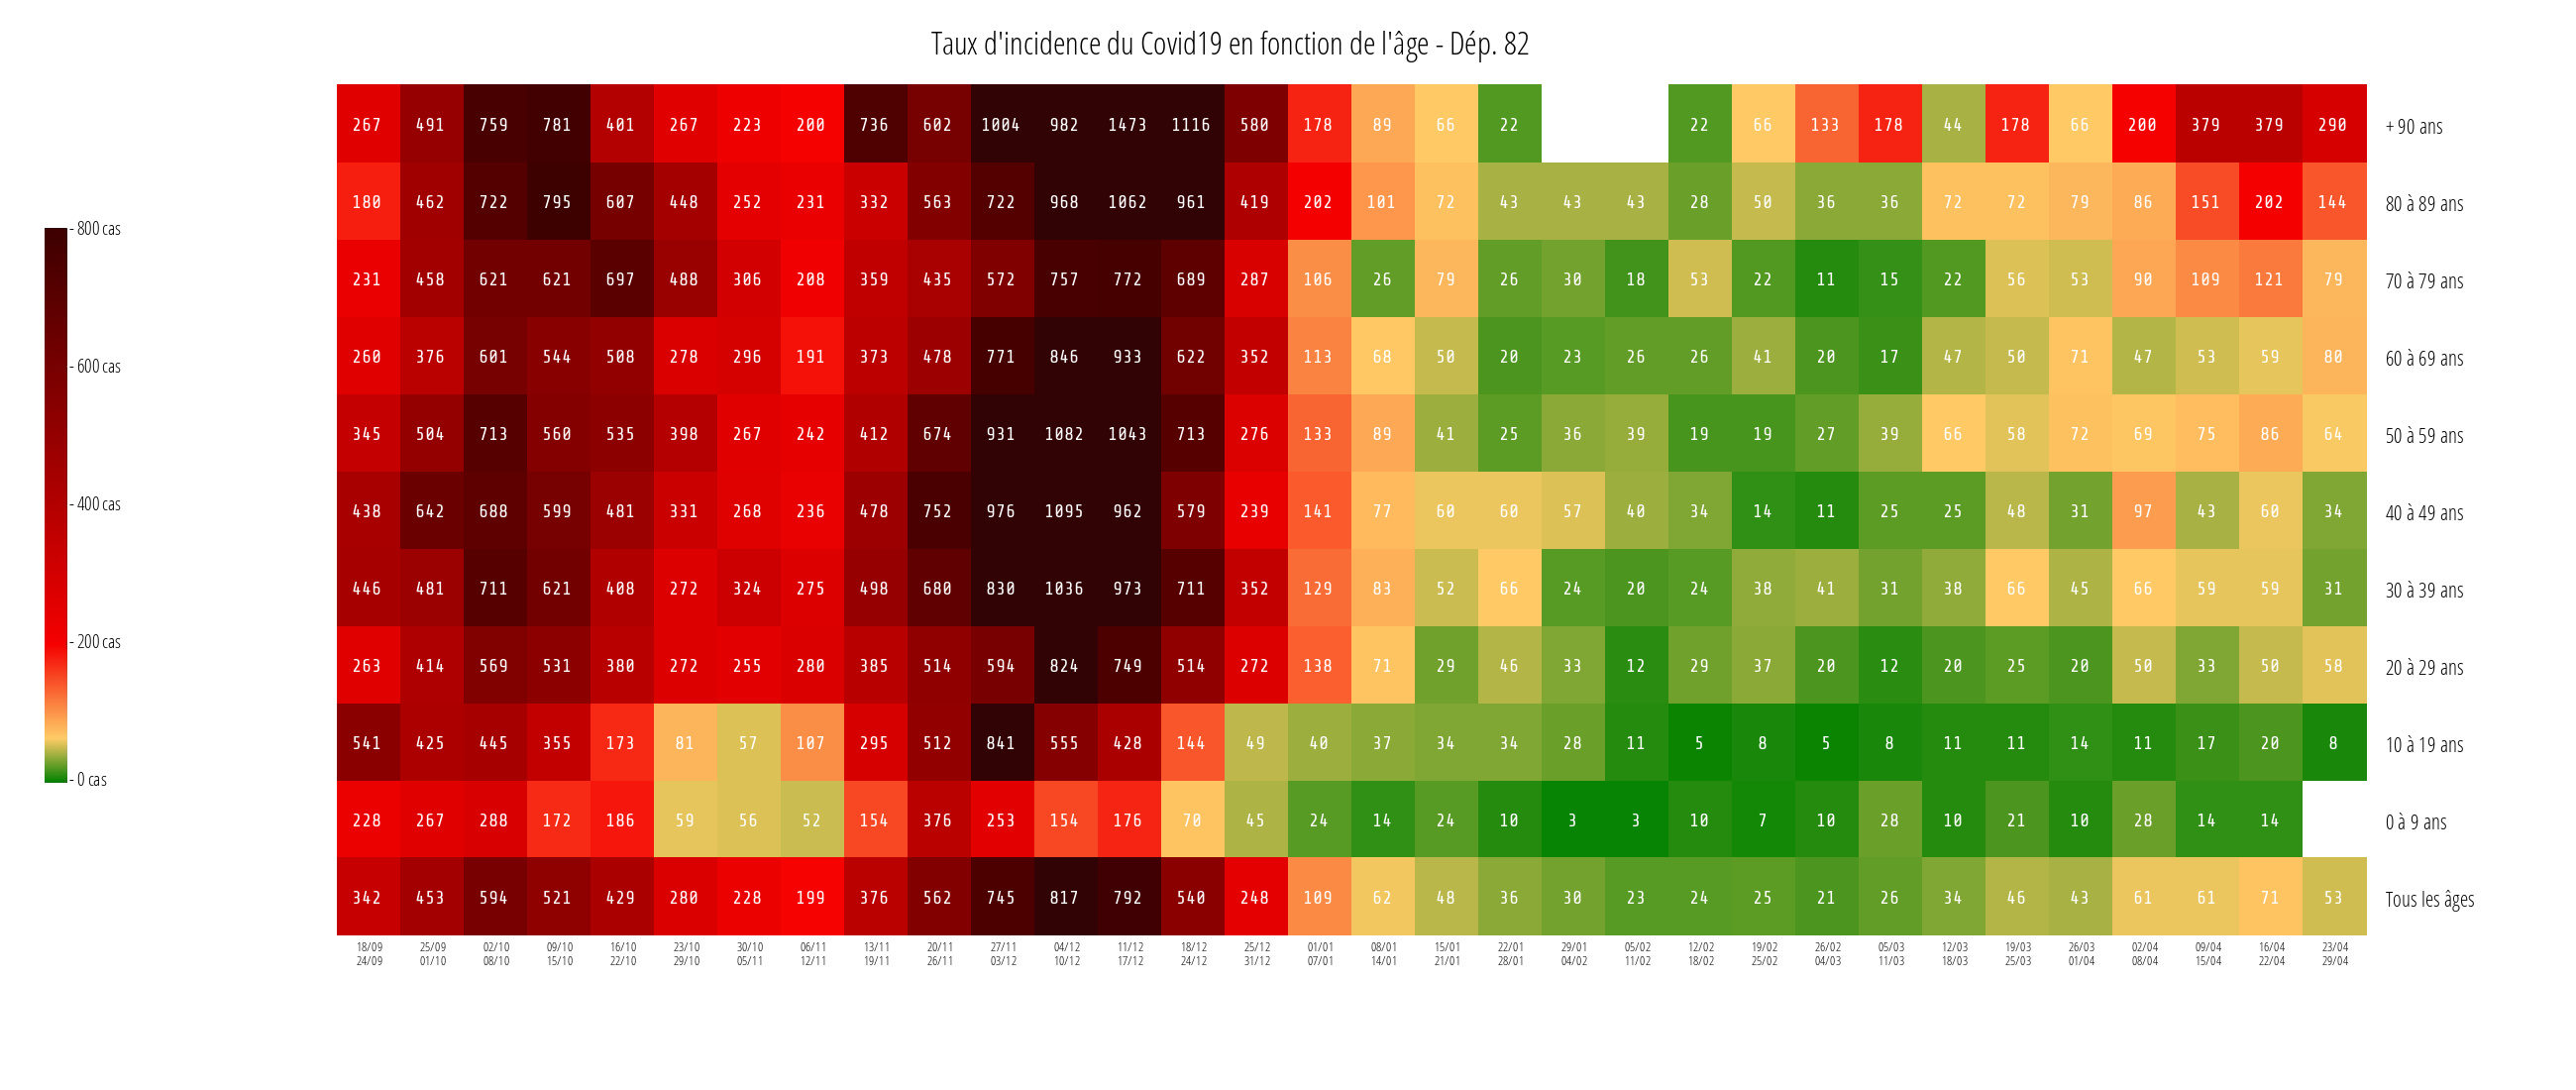 Taux d'incidence du Covid19 en fonction de l'âge - Dép. 82
267 491 759 781 401 267 223 200 736 602 1004 982 1473 1116 580 178 89 66 22 22 66 133 178 44 178 66 200 379 379 290 + 90 ans
180 462 722 795 607 448 252 231 332 563 722 968 1062 961 419 202 101 72 43 43 43 28 50 36 36 72 72 79 86 151 202 144 80 à 89 ans
- 800 cas
231 458 621 621 697 488 306 208 359 435 572 757 772 689 287 106 26 79 26 30 18 53 22 11 15 22 56 53 90 109 121 79 70 à 79 ans
260 376 601 544 508 278 296 191 373 478 771 846 933 622 352 113 68 50 20 23 26 26 41 20 17 47 50 71 47 53 59 80 60 à 69 ans
- 600 cas
345 504 713 560 535 398 267 242 412 674 931 1082 1043 713 276 133 89 41 25 36 39 19 19 27 39 66 58 72 69 75 86 64 50 à 59 ans
- 400 cas
438 642 688 599 481 331 268 236 478 752 976 1095 962 579 239 141 77 60 60 57 40 34 14 11 25 25 48 31 97 43 60 34 40 à 49 ans
446 481 711 621 408 272 324 275 498 680 830 1036 973 711 352 129 83 52 66 24 20 24 38 41 31 38 66 45 66 59 59 31 30 à 39 ans
- 200 cas
263 414 569 531 380 272 255 280 385 514 594 824 749 514 272 138 71 29 46 33 12 29 37 20 12 20 25 20 50 33 50 58 20 à 29 ans
541 425 445 355 173 81 57 107 295 512 841 555 428 144 49 40 37 34 34 28 11 5 8 5 8 11 11 14 11 17 20 8 10 à 19 ans
- 0 cas
228 267 288 172 186 59 56 52 154 376 253 154 176 70 45 24 14 24 10 3 3 10 7 10 28 10 21 10 28 14 14 0 à 9 ans
342 453 594 521 429 280 228 199 376 562 745 817 792 540 248 109 62 48 36 30 23 24 25 21 26 34 46 43 61 61 71 53 Tous les âges
18/09 25/09 02/10 09/10 16/10 23/10 30/10 06/11 13/11 20/11 27/11 04/12 11/12 18/12 25/12 01/01 08/01 15/01 22/01 29/01 05/02 12/02 19/02 26/02 05/03 12/03 19/03 26/03 02/04 09/04 16/04 23/04
24/09 01/10 08/10 15/10 22/10 29/10 05/11 12/11 19/11 26/11 03/12 10/12 17/12 24/12 31/12 07/01 14/01 21/01 28/01 04/02 11/02 18/02 25/02 04/03 11/03 18/03 25/03 01/04 08/04 15/04 22/04 29/04